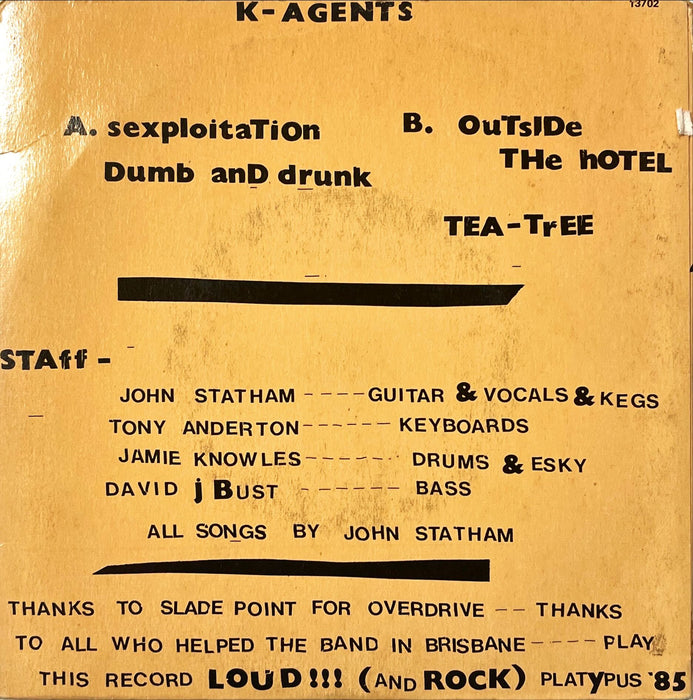 K-AGENTS
13702
A. sexploitaTiOn
Dumb anD drunk
B. OuTsIDe
THe hOTEL
TEA-TrEE
STAff -
JOHN STATHAM ---- GUITAR & VOCALS & KEGS
TONY ANDERTON ------ KEYBOARDS
JAMIE KNOWLES ----- DRUMS & ESKY
DAVID j BUST ------ BASS
ALL SONGS BY JOHN STATHAM
THANKS TO SLADE POINT FOR OVERDRIVE -- THANKS
TO ALL WHO HELPED THE BAND IN BRISBANE ---- PLAY
THIS RECORD LOUD!!! (AND ROCK) PLATyPUS '85